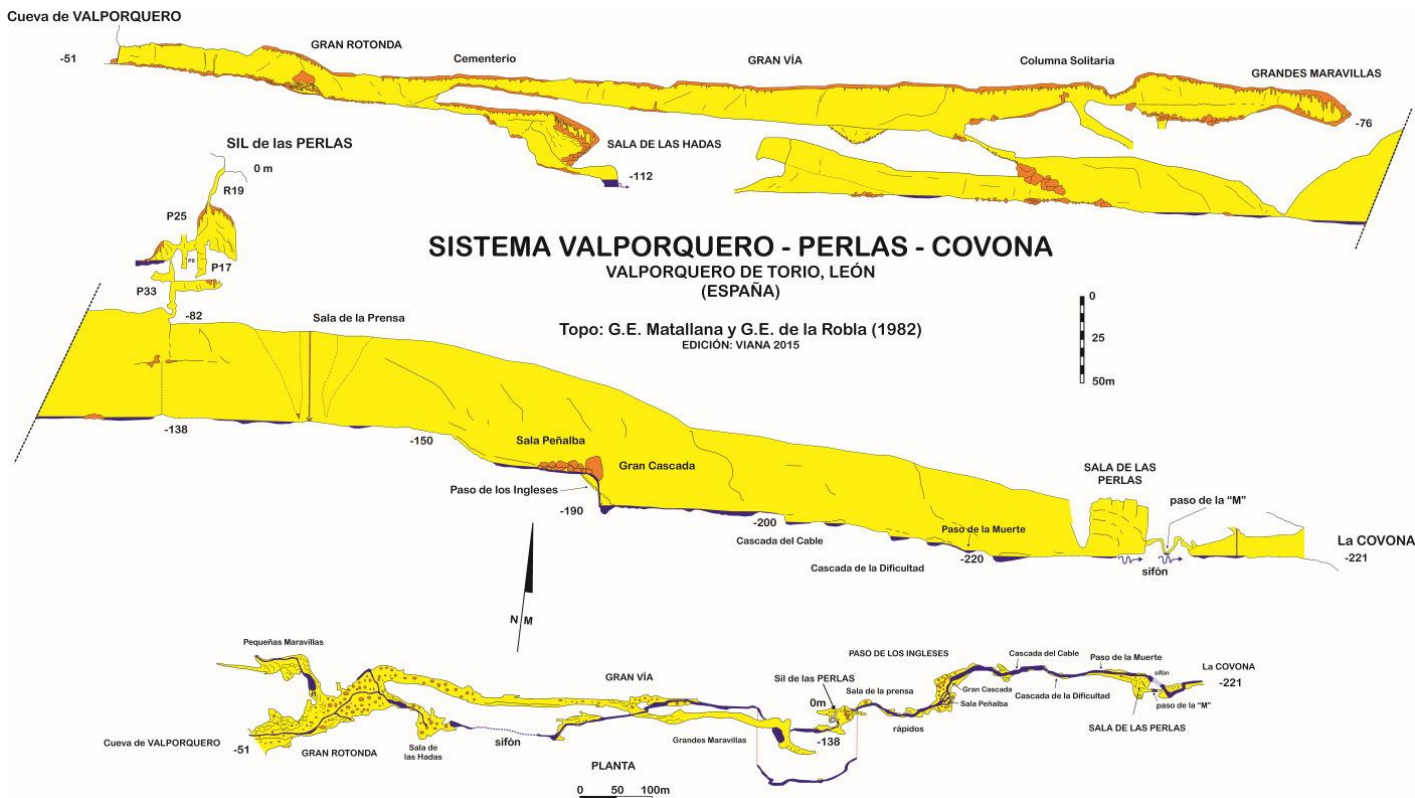 Cueva de VALPORQUERO
-51
GRAN ROTONDA
Cementerio
GRAN VÍA
Columna Solitaria
GRANDES MARAVILLAS
-76
SALA DE LAS HADAS
-112
SIL de las PERLAS
0 m
R19
P25
P8
P17
P33
-82
SISTEMA VALPORQUERO - PERLAS - COVONA
VALPORQUERO DE TORIO, LEÓN
(ESPAÑA)
Topo: G.E. Matallana y G.E. de la Robla (1982)
EDICIÓN: VIANA 2015
0
25
50m
Sala de la Prensa
-138
-150
Sala Peñalba
Gran Cascada
Paso de los Ingleses
-190
-200
Cascada del Cable
Paso de la Muerte
Cascada de la Dificultad
-220
SALA DE LAS
PERLAS
paso de la “M”
sifón
La COVONA
-221
N M
Pequeñas Maravillas
Cueva de VALPORQUERO
-51
GRAN ROTONDA
Sala de
las Hadas
sifón
GRAN VÍA
Grandes Maravillas
Sil de las PERLAS
0m
-138
Sala de la prensa
rápidos
PASO DE LOS INGLESES
Gran Cascada
Sala Peñalba
Cascada del Cable
Cascada de la Dificultad
Paso de la Muerte
sifón
paso de la “M”
SALA DE LAS PERLAS
La COVONA
-221
PLANTA
0 50 100m